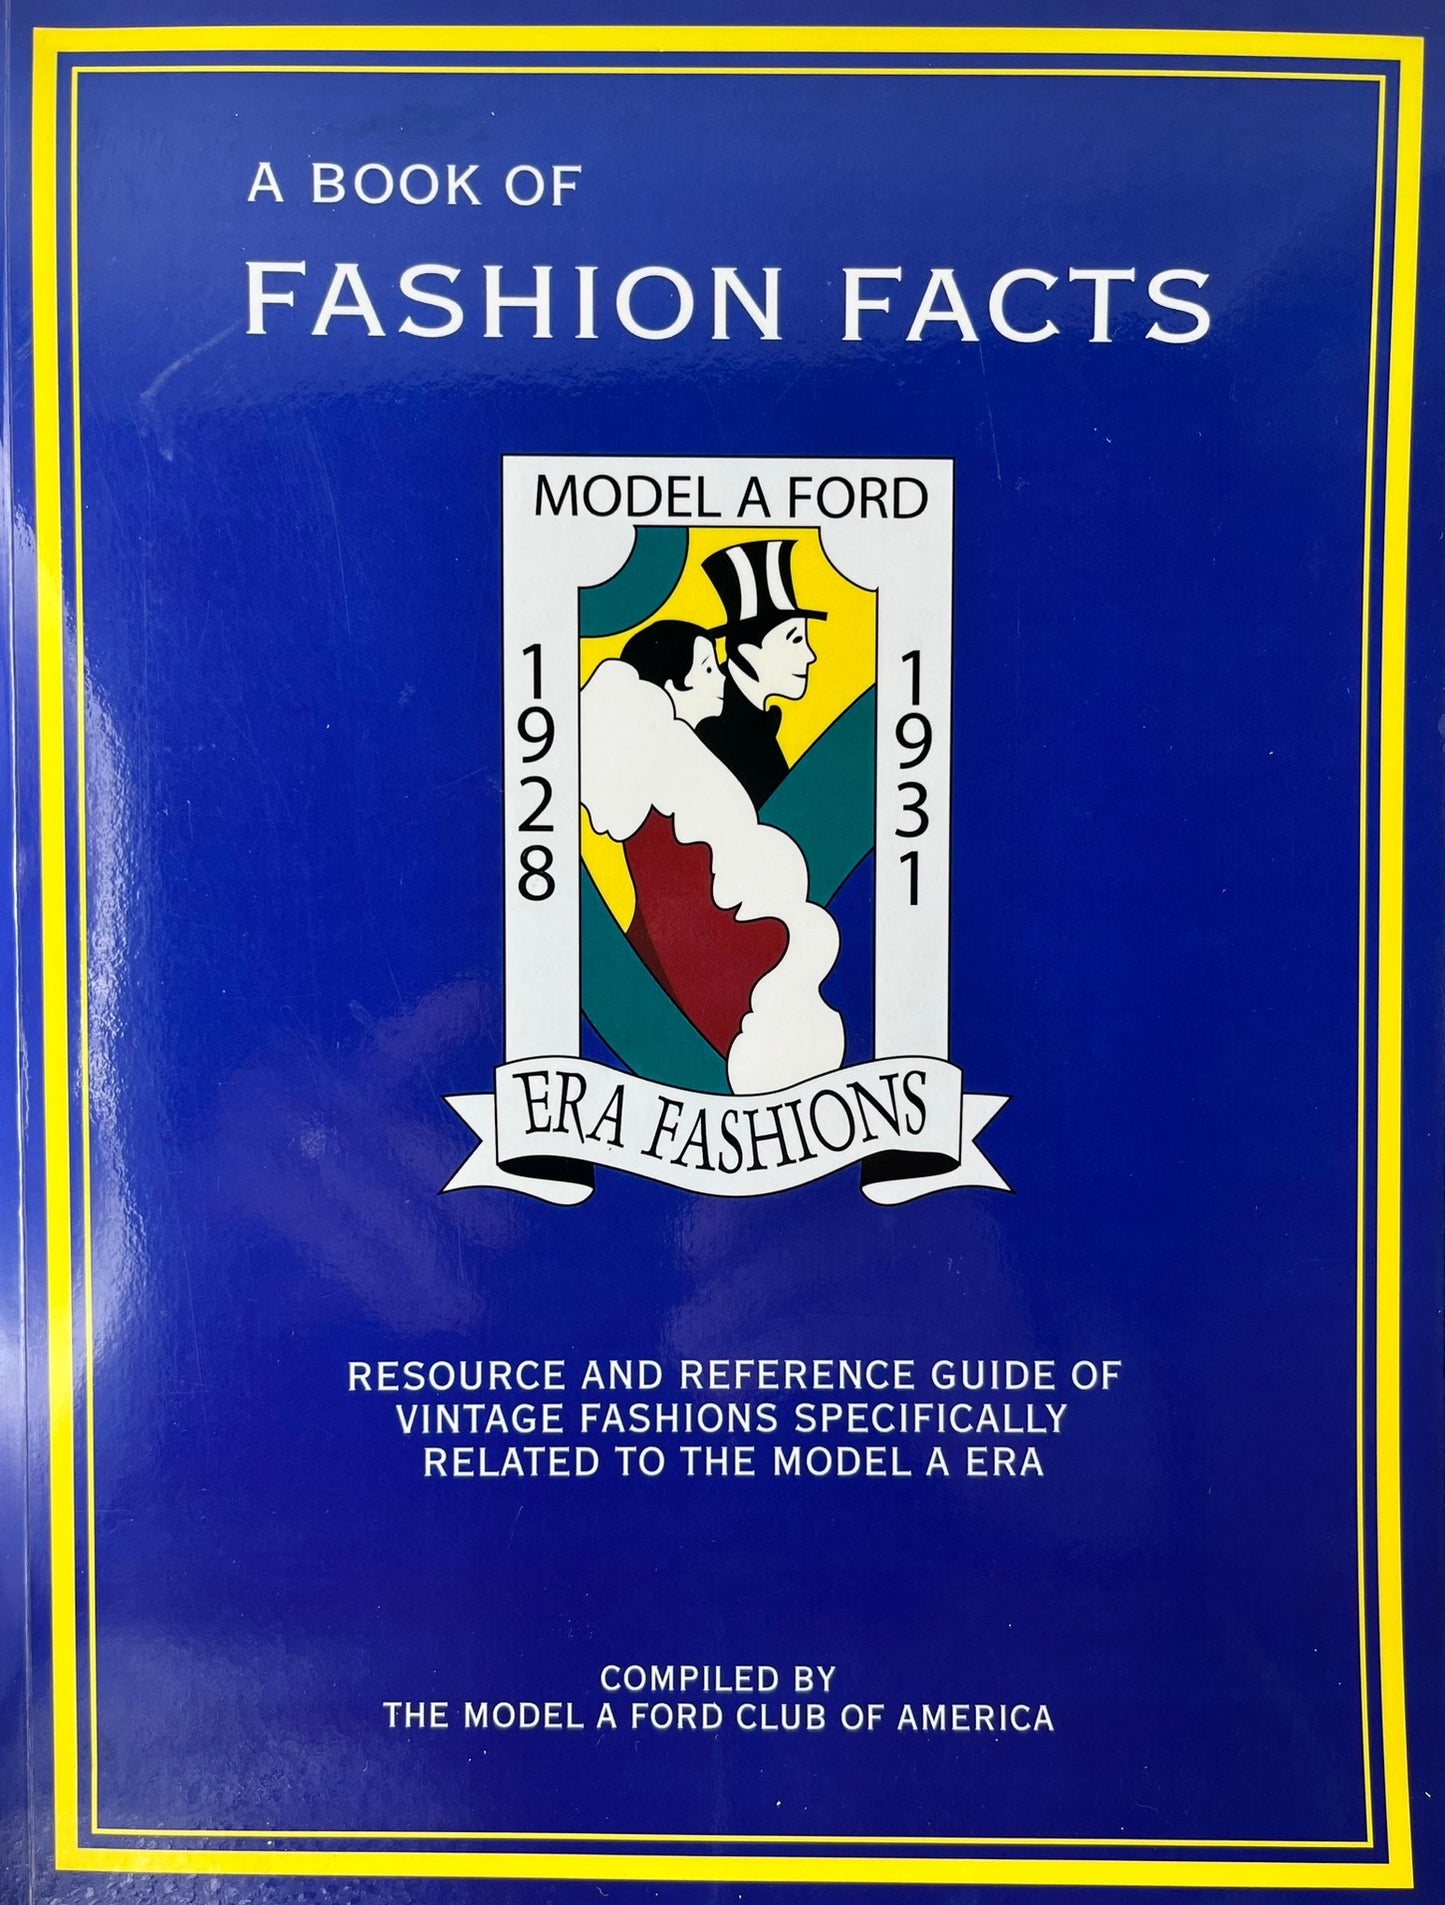 A BOOK OF
FASHION FACTS
MODEL A FORD
1928
1931
ERA FASHIONS
RESOURCE AND REFERENCE GUIDE OF
VINTAGE FASHIONS SPECIFICALLY
RELATED TO THE MODEL A ERA
COMPILED BY
THE MODEL A FORD CLUB OF AMERICA